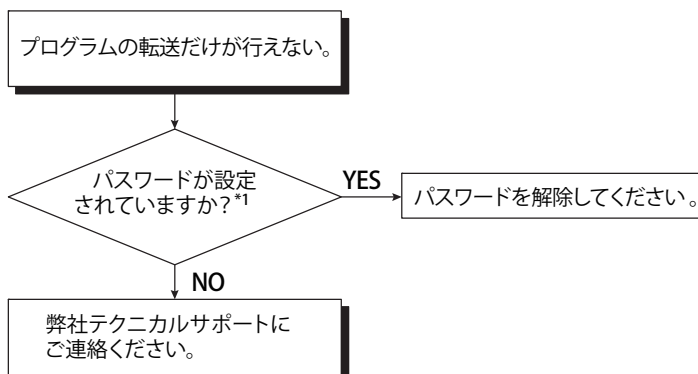 プログラムの転送だけが行えない。
パスワードが設定
されていますか？*1
YES
パスワードを解除してください。
NO
弊社テクニカルサポートに
ご連絡ください。